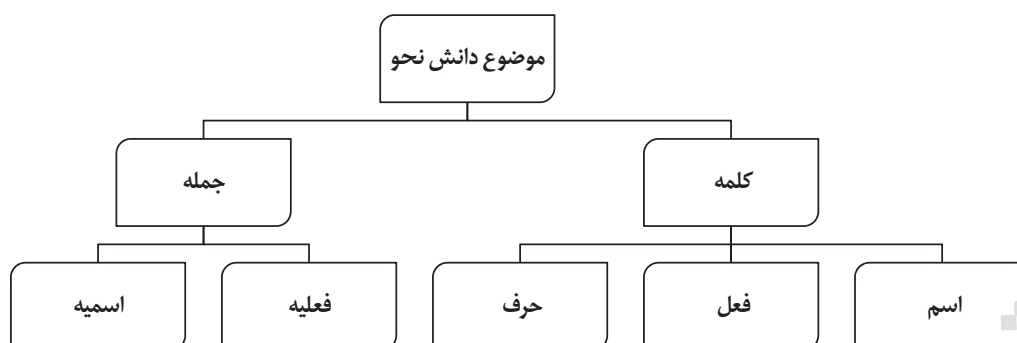 موضوع دانش نحو
کلمه
جمله
اسم
فعل
حرف
فعلیه
اسمیه